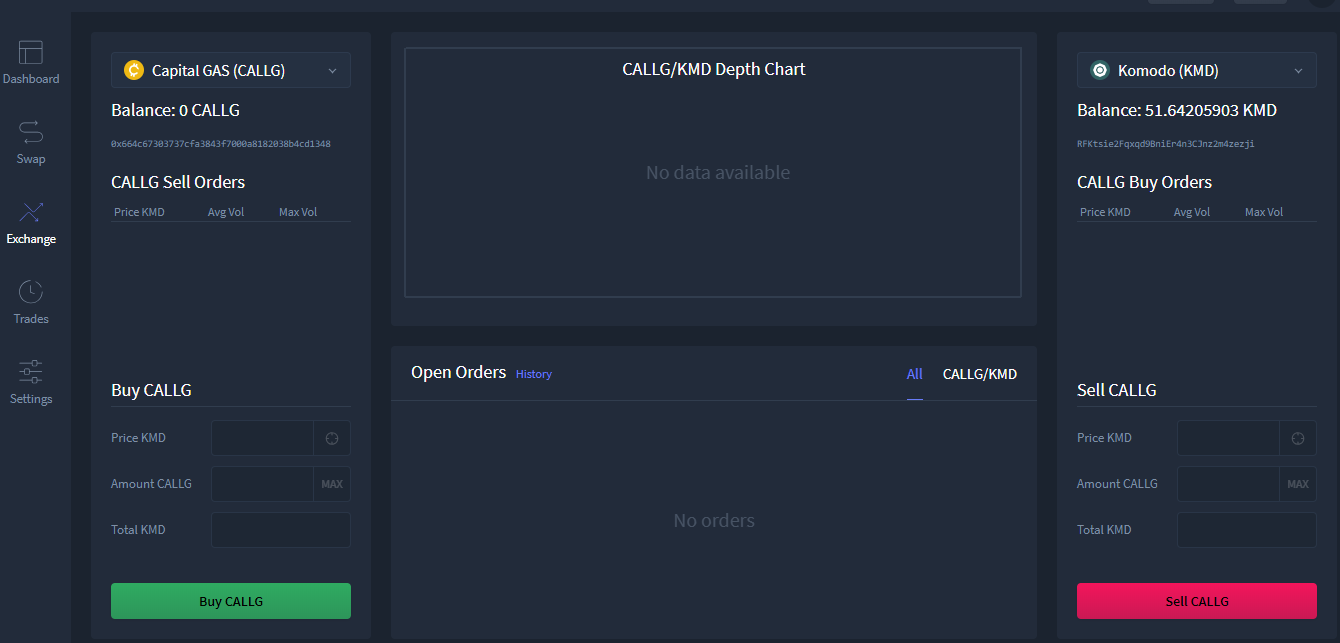 Dashboard
Swap
Exchange
Trades
Settings
Capital GAS (CALLG)
Balance: 0 CALLG
0x664c67303737cfa3843f7000a8182038b4cd1348
CALLG Sell Orders
Price KMD Avg Vol Max Vol
Buy CALLG
Price KMD
Amount CALLG MAX
Total KMD
Buy CALLG
CALLG/KMD Depth Chart
No data available
Open Orders History All CALLG/KMD
No orders
Komodo (KMD)
Balance: 51.64205903 KMD
RFKtsie2Fqxqd9BniEr4n3CJnz2m4zezji
CALLG Buy Orders
Price KMD Avg Vol Max Vol
Sell CALLG
Price KMD
Amount CALLG MAX
Total KMD
Sell CALLG